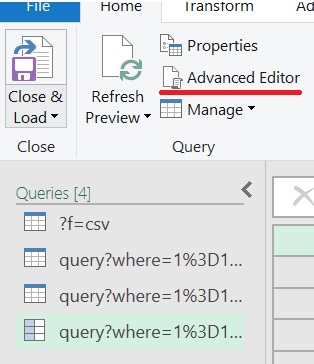 File Home Transform Ad
Properties
Advanced Editor
Close & Load
Refresh Preview
Manage
Close
Query
Queries [4]
?f=csv
query?where=1%3D1...
query?where=1%3D1...
query?where=1%3D1...